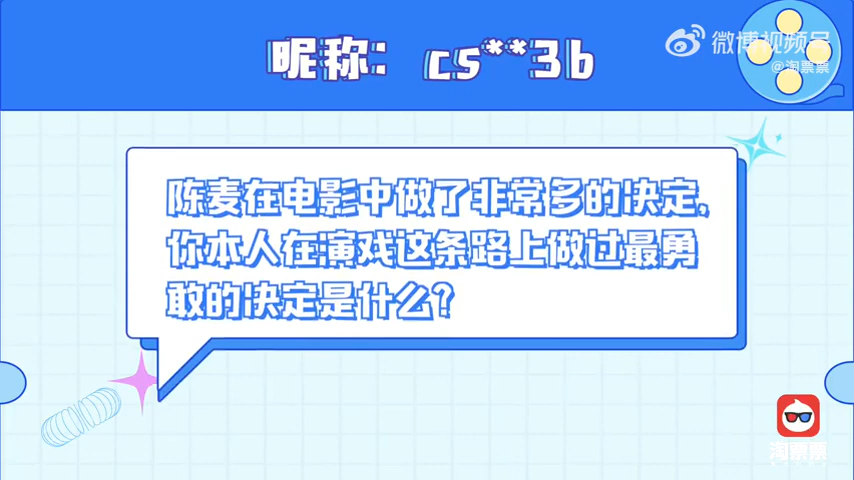 昵称：cs**3b
微博视频号
@淘票票
陈麦在电影中做了非常多的决定，
你本人在演戏这条路上做过最勇
敢的决定是什么？
淘票票